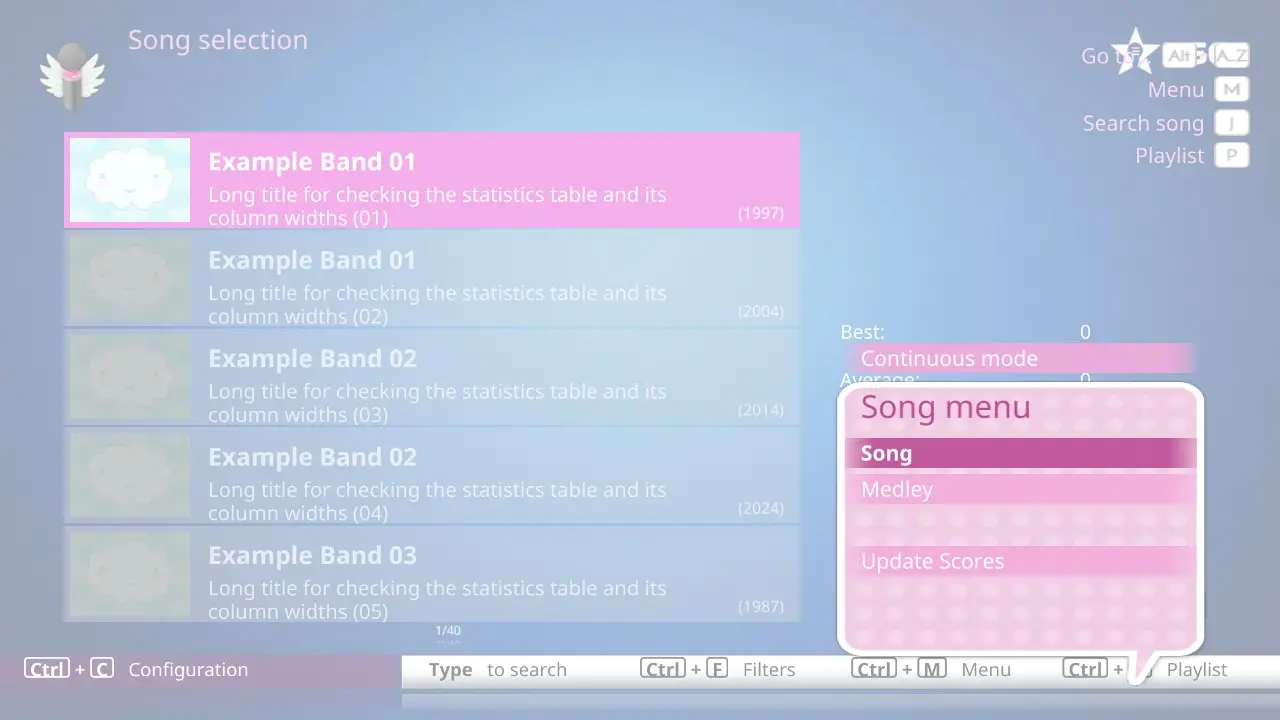 Song selection
Go to
Alt
A..Z
Menu M
Search song J
Playlist P
Example Band 01
Long title for checking the statistics table and its
column widths (01)
(1997)
Example Band 01
Long title for checking the statistics table and its
column widths (02)
(2004)
Example Band 02
Long title for checking the statistics table and its
column widths (03)
(2014)
Example Band 02
Long title for checking the statistics table and its
column widths (04)
(2024)
Example Band 03
Long title for checking the statistics table and its
column widths (05)
(1987)
1/40
Best: 0
Continuous mode
Average: 0
Song menu
Song
Medley
Update Scores
Ctrl + C Configuration
Type to search
Ctrl + F Filters
Ctrl + M Menu
Ctrl + Playlist